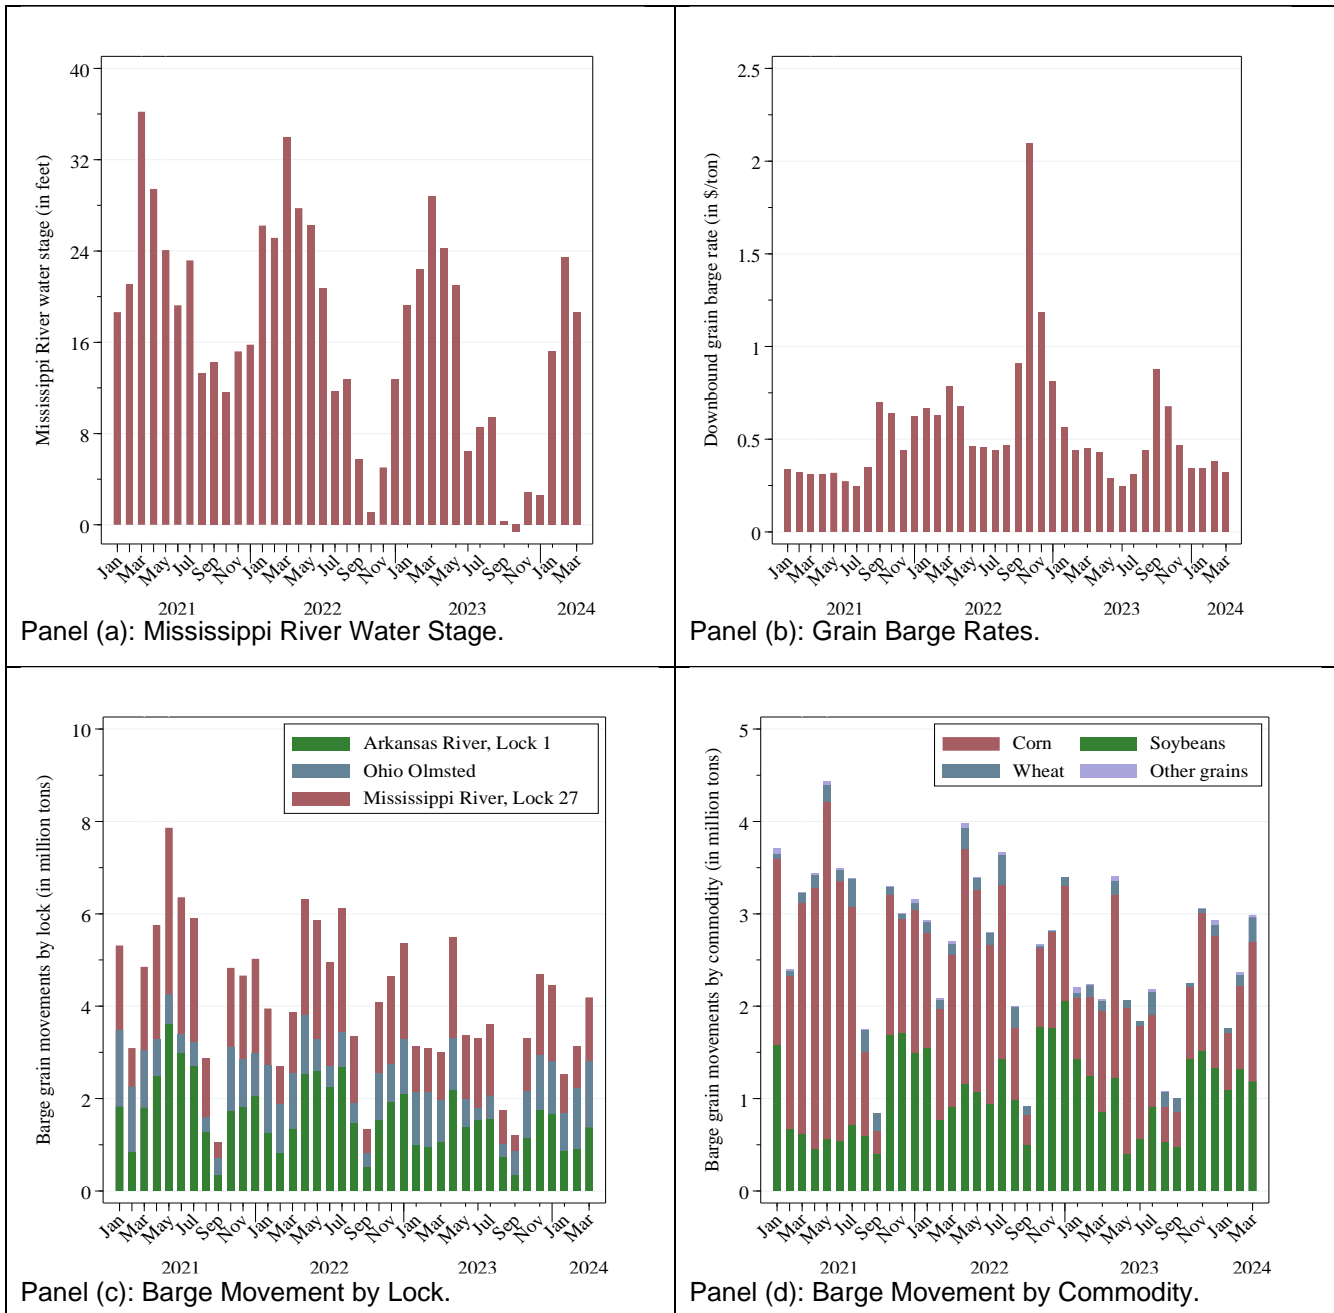 Mississippi River water stage (in feet)
40
32
24
16
8
0
Jan Mar May Jul Sep Nov Jan Mar May Jul Sep Nov Jan Mar May Jul Sep Nov Jan Mar
2021 2022 2023 2024
Panel (a): Mississippi River Water Stage.
Downbound grain barge rate (in $/ton)
2.5
2
1.5
1
0.5
0
Jan Mar May Jul Sep Nov Jan Mar May Jul Sep Nov Jan Mar May Jul Sep Nov Jan Mar
2021 2022 2023 2024
Panel (b): Grain Barge Rates.
Barge grain movements by lock (in million tons)
10
8
6
4
2
0
Arkansas River, Lock 1
Ohio Olmsted
Mississippi River, Lock 27
Jan Mar May Jul Sep Nov Jan Mar May Jul Sep Nov Jan Mar May Jul Sep Nov Jan Mar
2021 2022 2023 2024
Panel (c): Barge Movement by Lock.
Barge grain movements by commodity (in million tons)
5
4
3
2
1
0
Corn Soybeans
Wheat Other grains
Jan Mar May Jul Sep Nov Jan Mar May Jul Sep Nov Jan Mar May Jul Sep Nov Jan Mar
2021 2022 2023 2024
Panel (d): Barge Movement by Commodity.